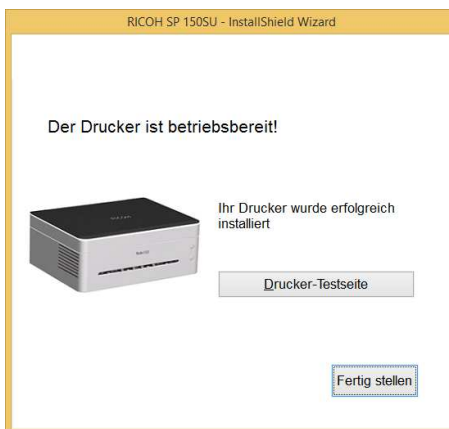 RICOH SP 150SU - InstallShield Wizard
Der Drucker ist betriebsbereit!
Ihr Drucker wurde erfolgreich
installiert
Drucker-Testseite
Fertig stellen